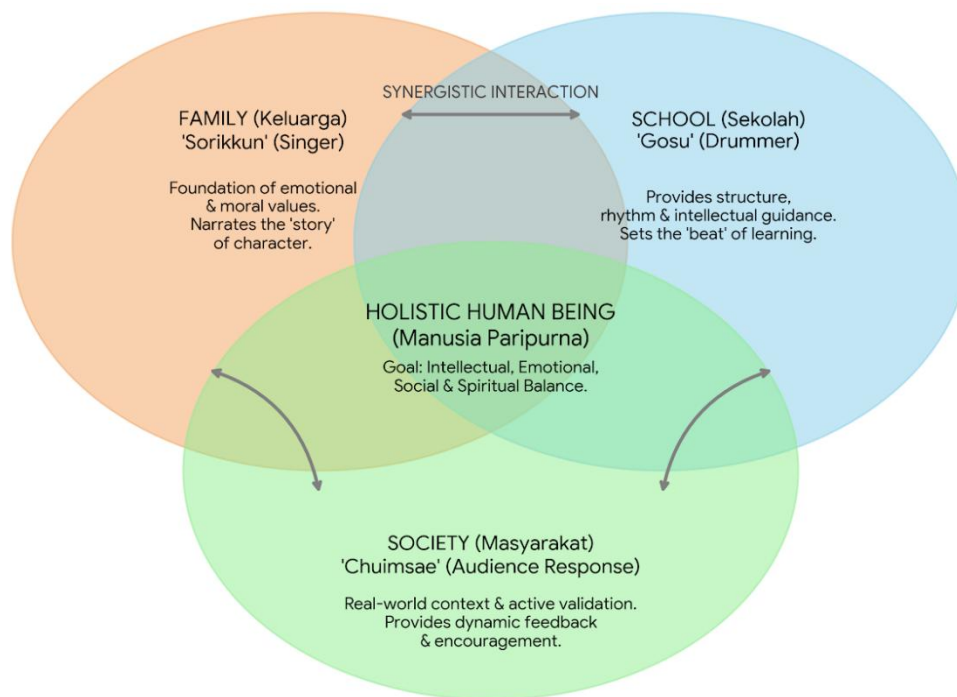 SYNERGISTIC INTERACTION
FAMILY (Keluarga)
'Sorikkun' (Singer)
Foundation of emotional
& moral values.
Narrates the 'story'
of character.
SCHOOL (Sekolah)
'Gosu' (Drummer)
Provides structure,
rhythm & intellectual guidance.
Sets the 'beat' of learning.
HOLISTIC HUMAN BEING
(Manusia Paripurna)
Goal: Intellectual, Emotional,
Social & Spiritual Balance.
SOCIETY (Masyarakat)
'Chuimsae' (Audience Response)
Real-world context & active validation.
Provides dynamic feedback
& encouragement.